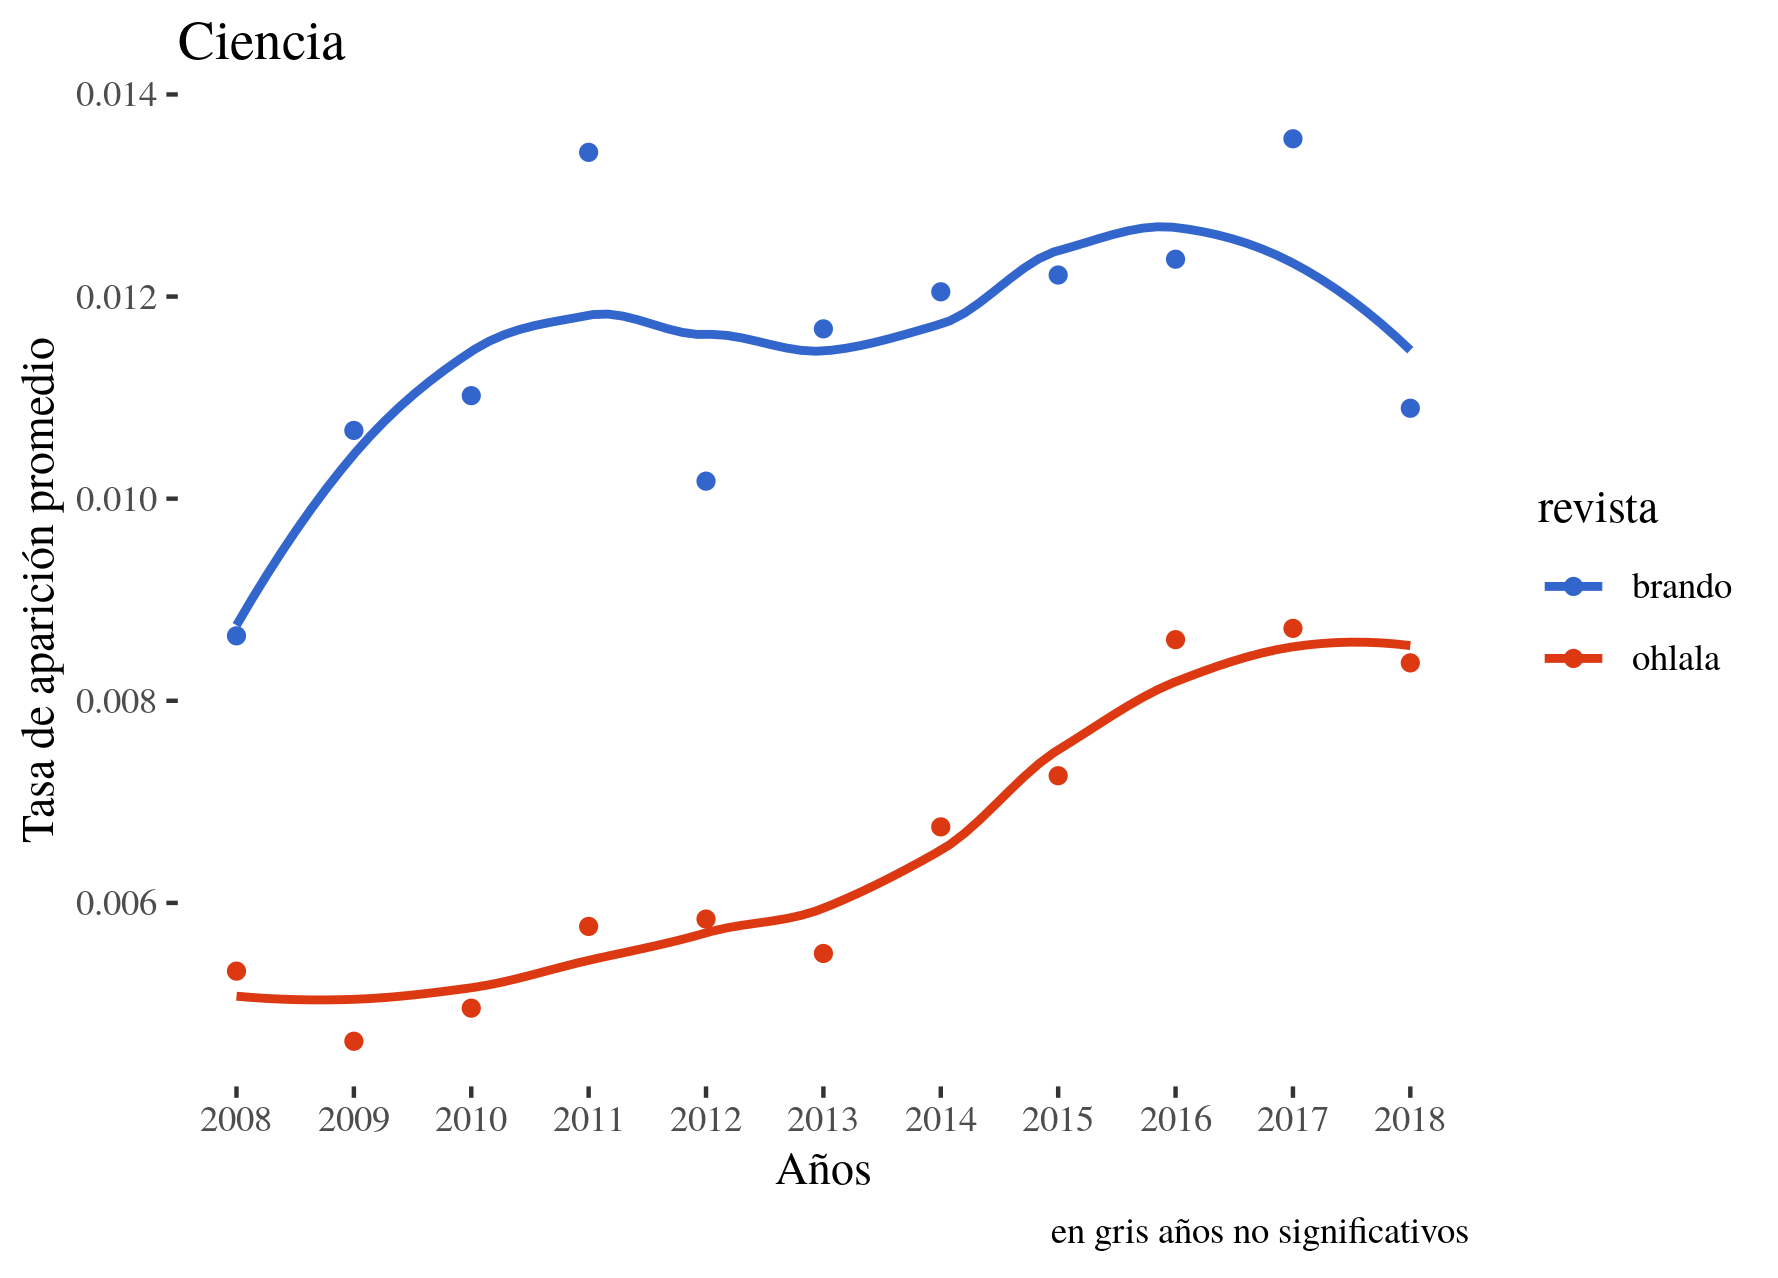 Ciencia
0.014
0.012
0.010
0.008
0.006
Tasa de aparición promedio
2008 2009 2010 2011 2012 2013 2014 2015 2016 2017 2018
Años
revista
brando
ohlala
en gris años no significativos